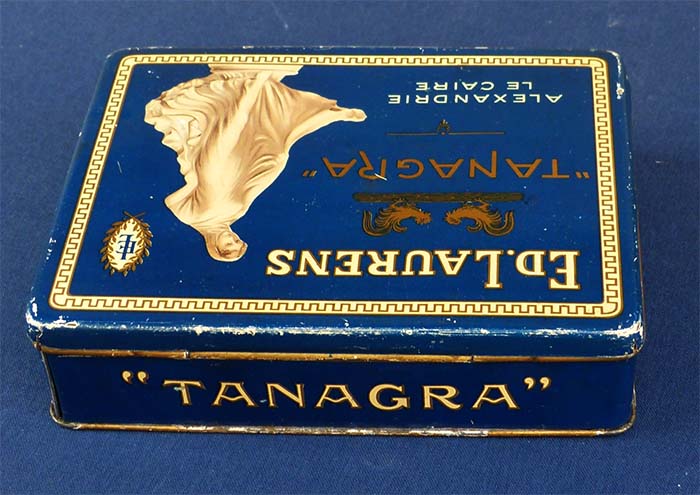 ED. LAURENS
"TANAGRA"
ALEXANDRIE
LE CAIRE
"TANAGRA"